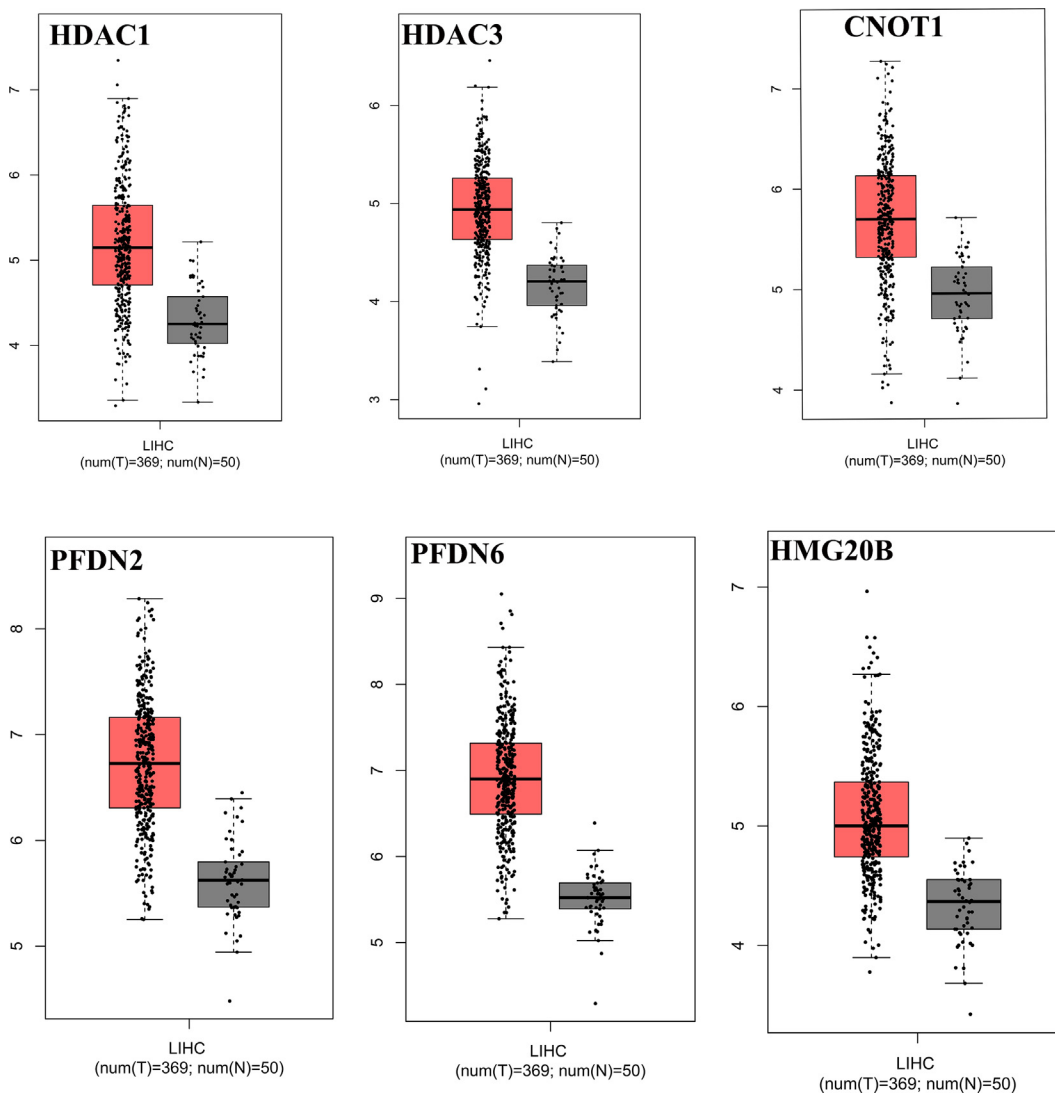 HDAC1
7
6
5
4
LIHC
(num(T)=369; num(N)=50)
HDAC3
6
5
4
3
LIHC
(num(T)=369; num(N)=50)
CNOT1
7
6
5
4
LIHC
(num(T)=369; num(N)=50)
PFDN2
8
7
6
5
LIHC
(num(T)=369; num(N)=50)
PFDN6
9
8
7
6
5
LIHC
(num(T)=369; num(N)=50)
HMG20B
7
6
5
4
LIHC
(num(T)=369; num(N)=50)